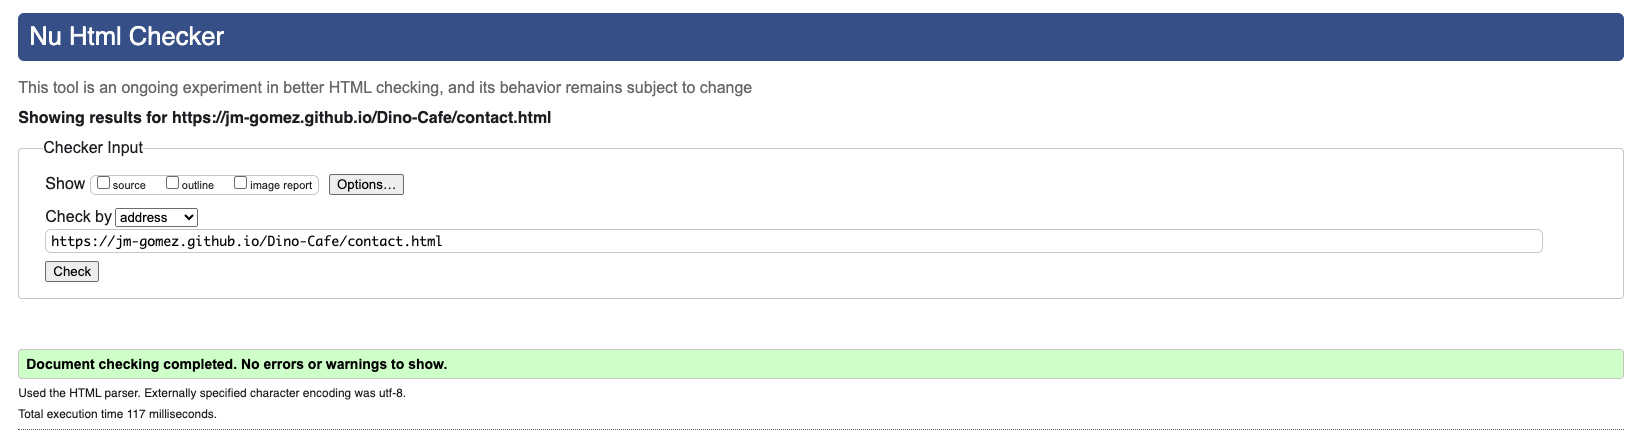 Nu Html Checker
This tool is an ongoing experiment in better HTML checking, and its behavior remains subject to change
Showing results for https://jm-gomez.github.io/Dino-Cafe/contact.html
Checker Input
Show source outline image report Options...
Check by address
https://jm-gomez.github.io/Dino-Cafe/contact.html
Check
Document checking completed. No errors or warnings to show.
Used the HTML parser. Externally specified character encoding was utf-8.
Total execution time 117 milliseconds.